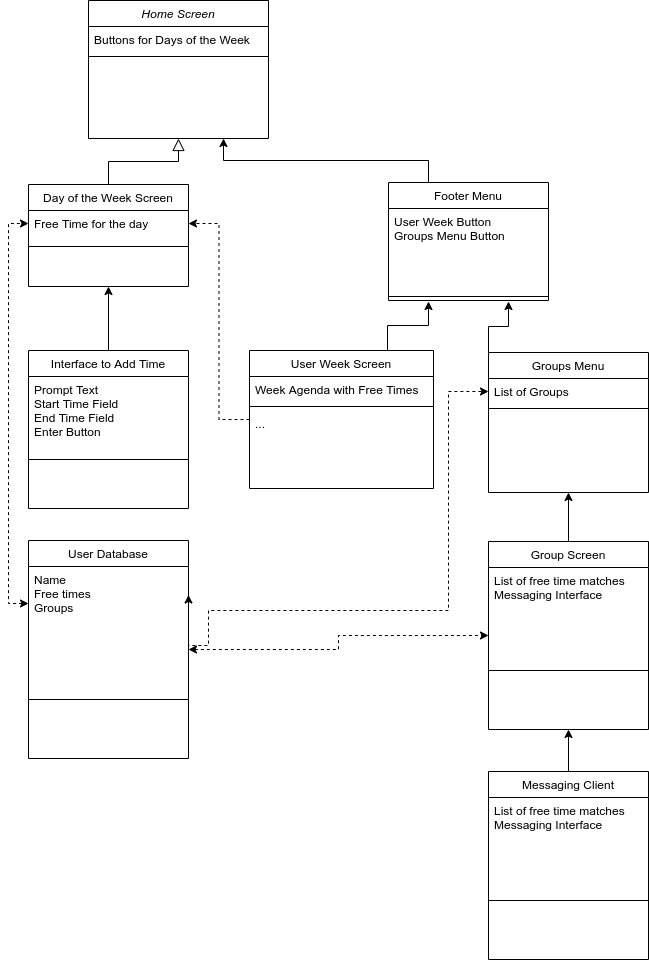 Home Screen
Buttons for Days of the Week
Day of the Week Screen
Free Time for the day
Footer Menu
User Week Button
Groups Menu Button
Interface to Add Time
Prompt Text
Start Time Field
End Time Field
Enter Button
User Week Screen
Week Agenda with Free Times
...
Groups Menu
List of Groups
User Database
Name
Free times
Groups
Group Screen
List of free time matches
Messaging Interface
Messaging Client
List of free time matches
Messaging Interface